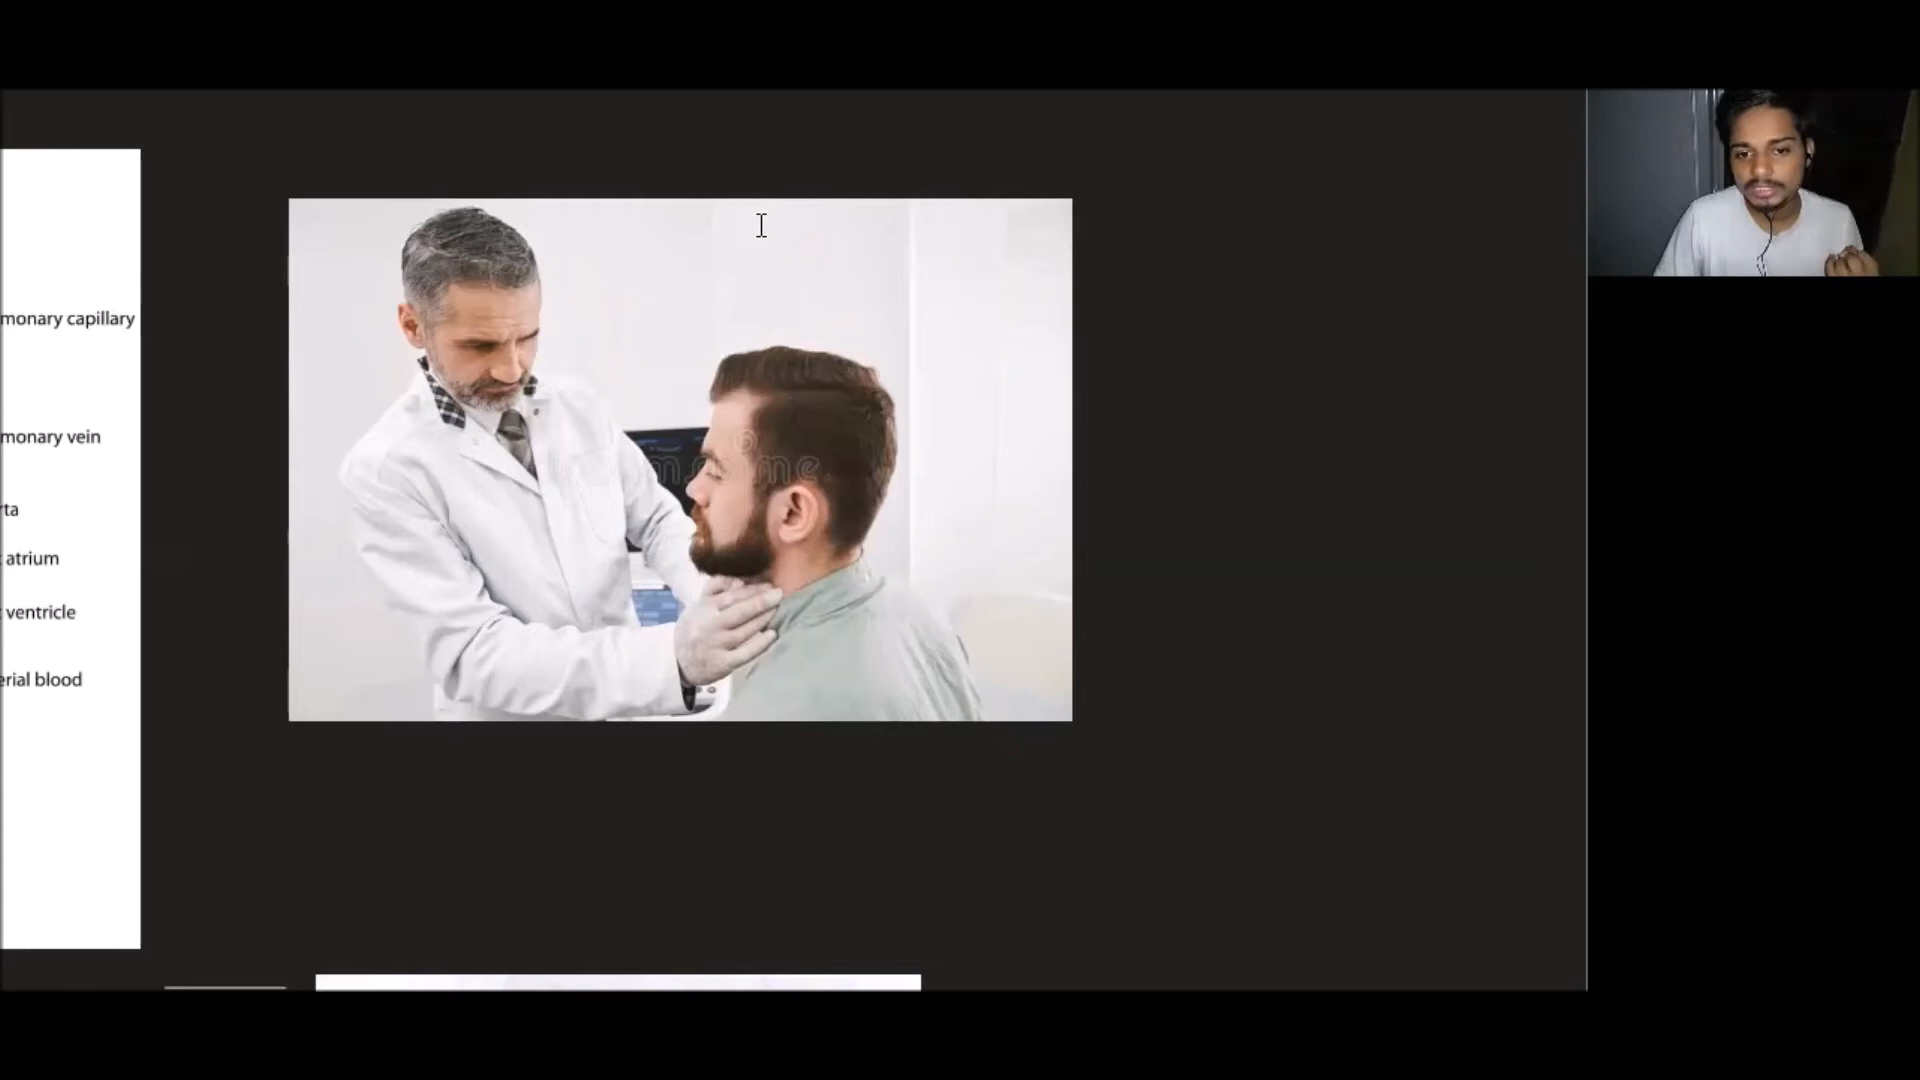 monary capillary
monary vein
rta
atrium
ventricle
erial blood